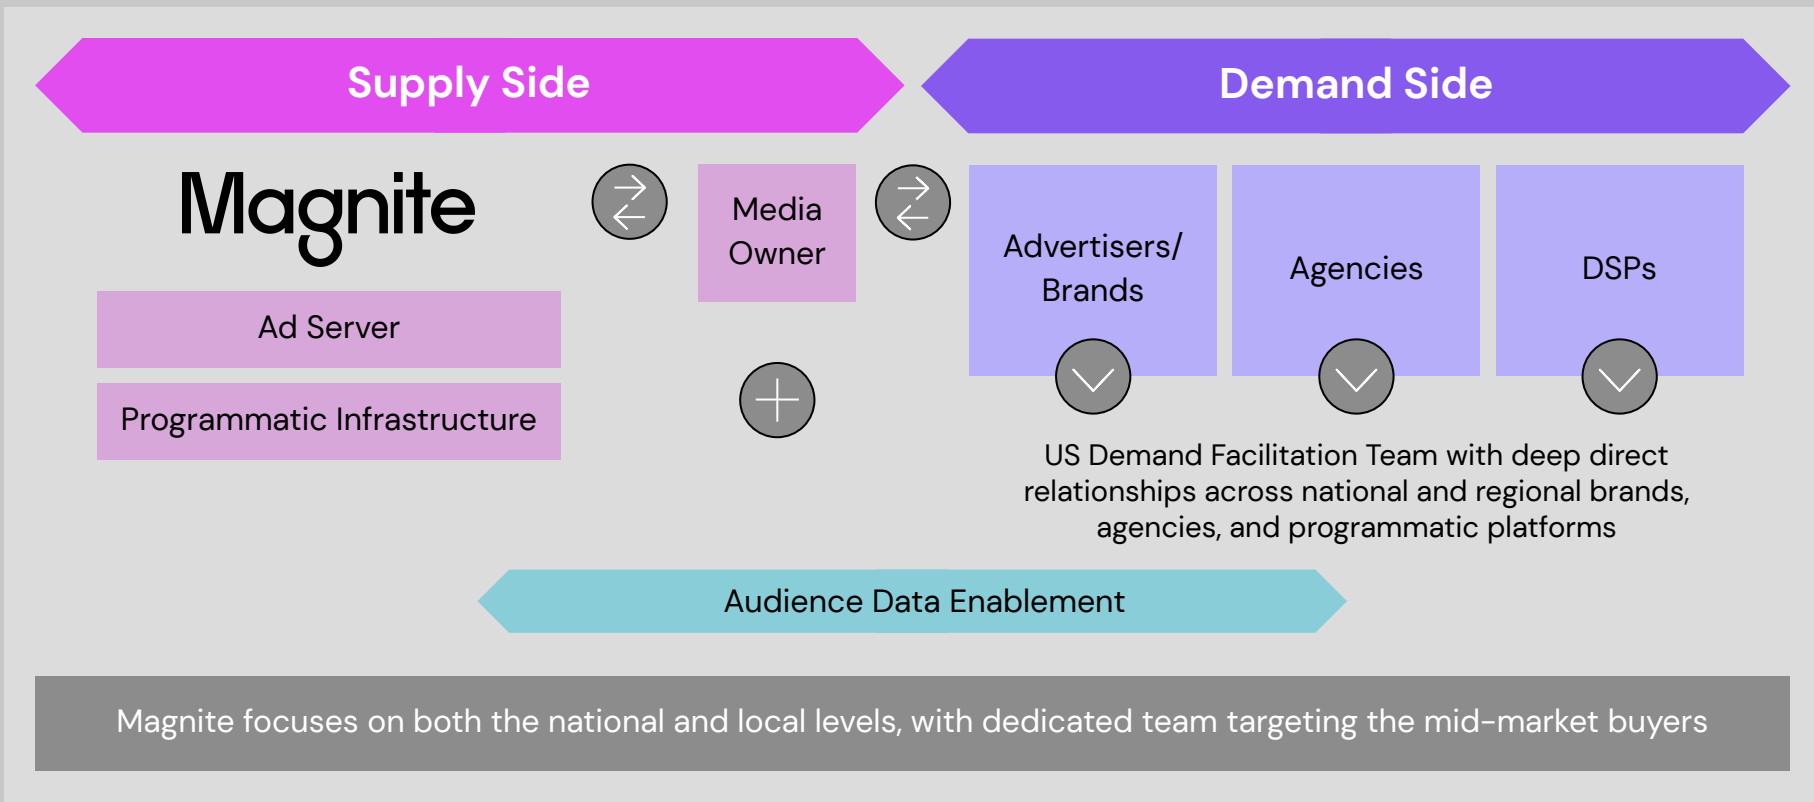 Supply Side
Demand Side
Magnite
Media
Owner
Advertisers/
Brands
Agencies
DSPs
Ad Server
Programmatic Infrastructure
US Demand Facilitation Team with deep direct
relationships across national and regional brands,
agencies, and programmatic platforms
Audience Data Enablement
Magnite focuses on both the national and local levels, with dedicated team targeting the mid-market buyers